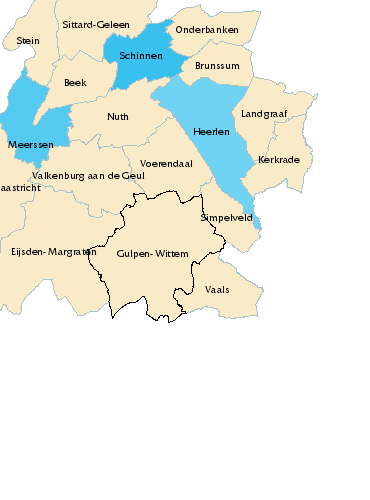 Sittard-Geleen
Onderbanken
Stein
Schinnen
Brunssum
Beek
Nuth
Landgraaf
Heerlen
Meerssen
Voerendaal
Kerkrade
Valkenburg aan de Geul
aastricht
Simpelveld
Eijsden-Margraten
Gulpen-Wittem
Vaals